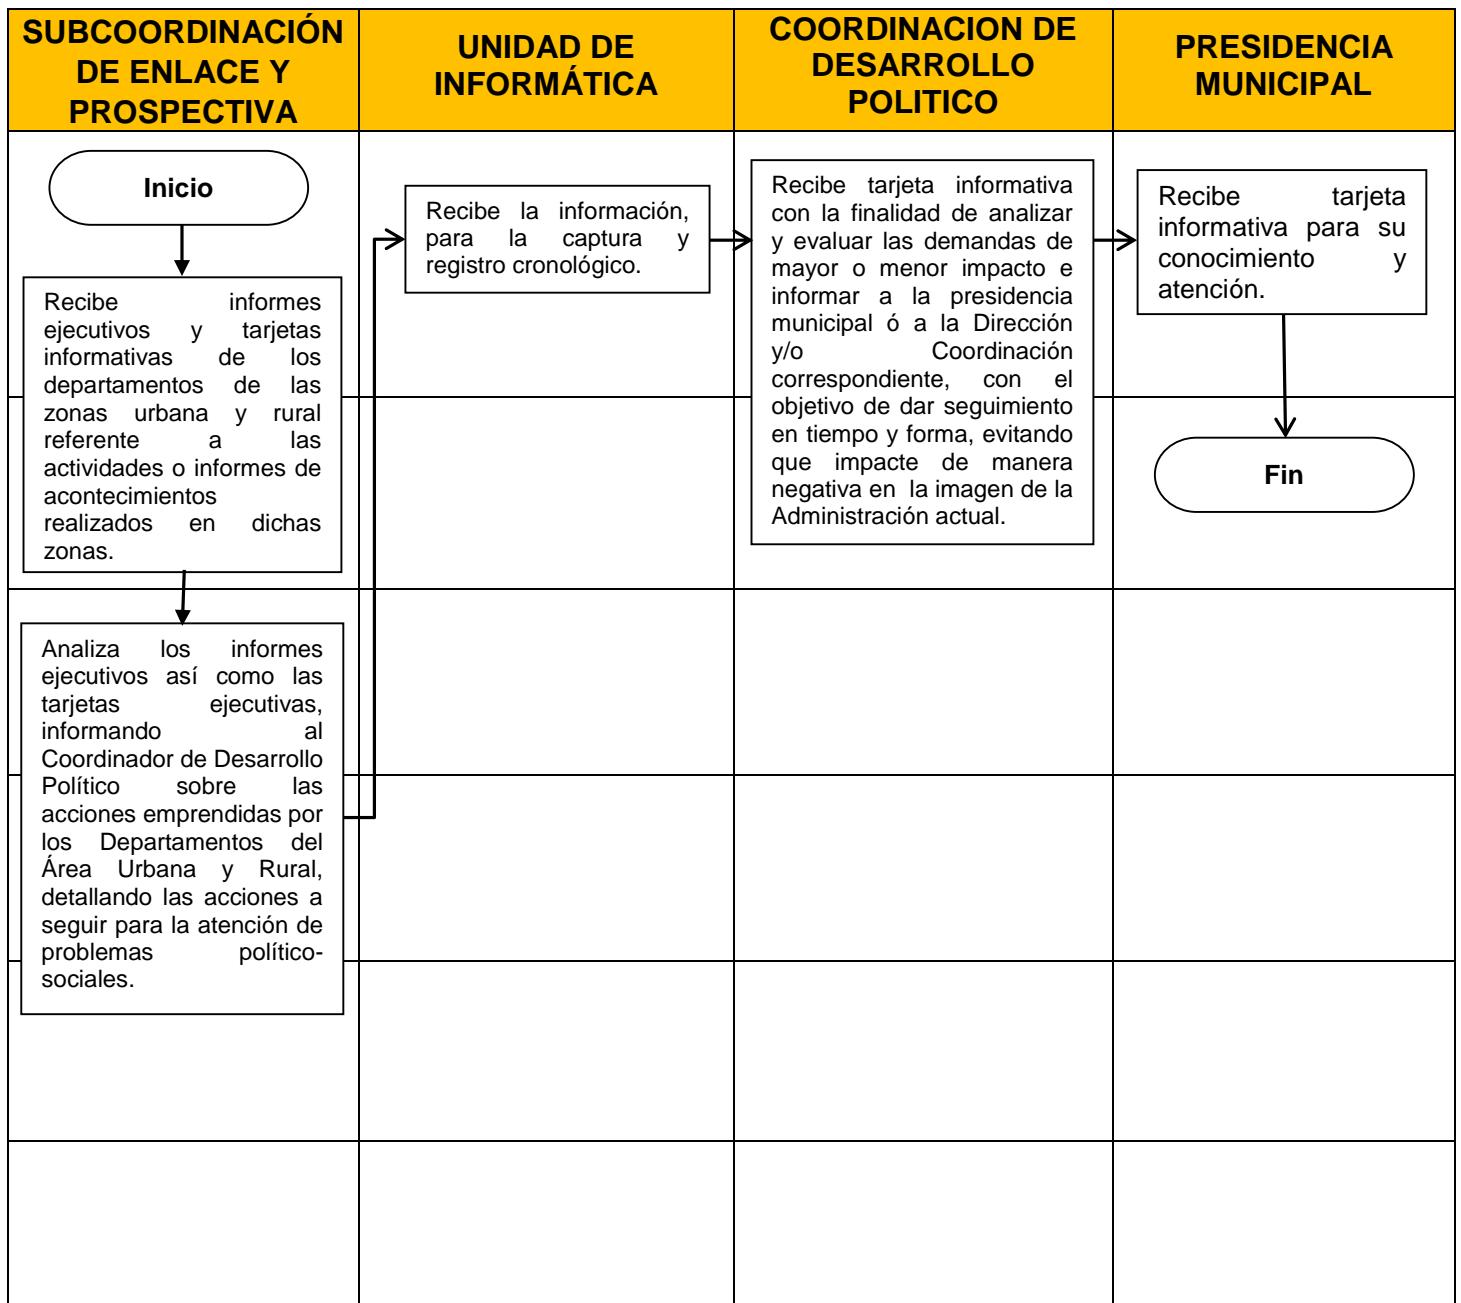 SUBCOORDINACIÓN
DE ENLACE Y
PROSPECTIVA
UNIDAD DE
INFORMÁTICA
COORDINACION DE
DESARROLLO
POLITICO
PRESIDENCIA
MUNICIPAL
Inicio
Recibe informes
ejecutivos y tarjetas
informativas de los
departamentos de las
zonas urbana y rural
referente a las
actividades o informes de
acontecimientos
realizados en dichas
zonas.
Analiza los informes
ejecutivos así como las
tarjetas ejecutivas,
informando al
Coordinador de Desarrollo
Político sobre las
acciones emprendidas por
los Departamentos del
Área Urbana y Rural,
detallando las acciones a
seguir para la atención de
problemas político-
sociales.
Recibe la información,
para la captura y
registro cronológico.
Recibe tarjeta informativa
con la finalidad de analizar
y evaluar las demandas de
mayor o menor impacto e
informar a la presidencia
municipal ó a la Dirección
y/o Coordinación
correspondiente, con el
objetivo de dar seguimiento
en tiempo y forma, evitando
que impacte de manera
negativa en la imagen de la
Administración actual.
Recibe tarjeta
informativa para su
conocimiento y
atención.
Fin